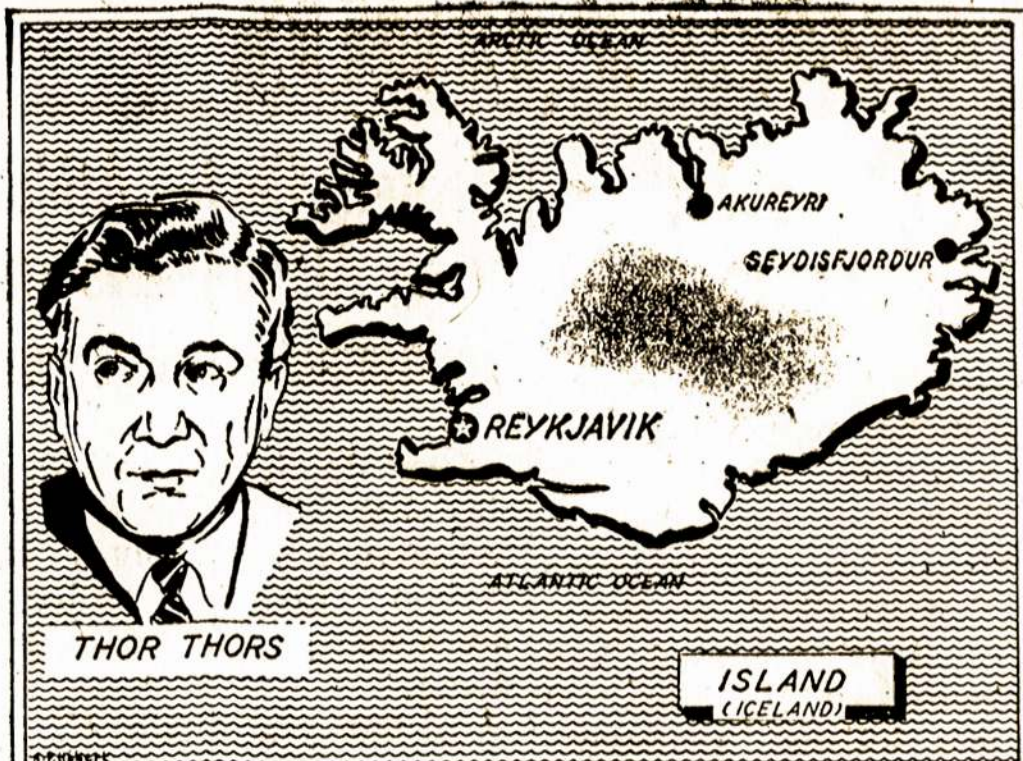 ARCTIC OCEAN
AKUREYRI
SEYDISFJORDUR
REYKJAVIK
ATLANTIC OCEAN
THOR THORS
ISLAND
(ICELAND)